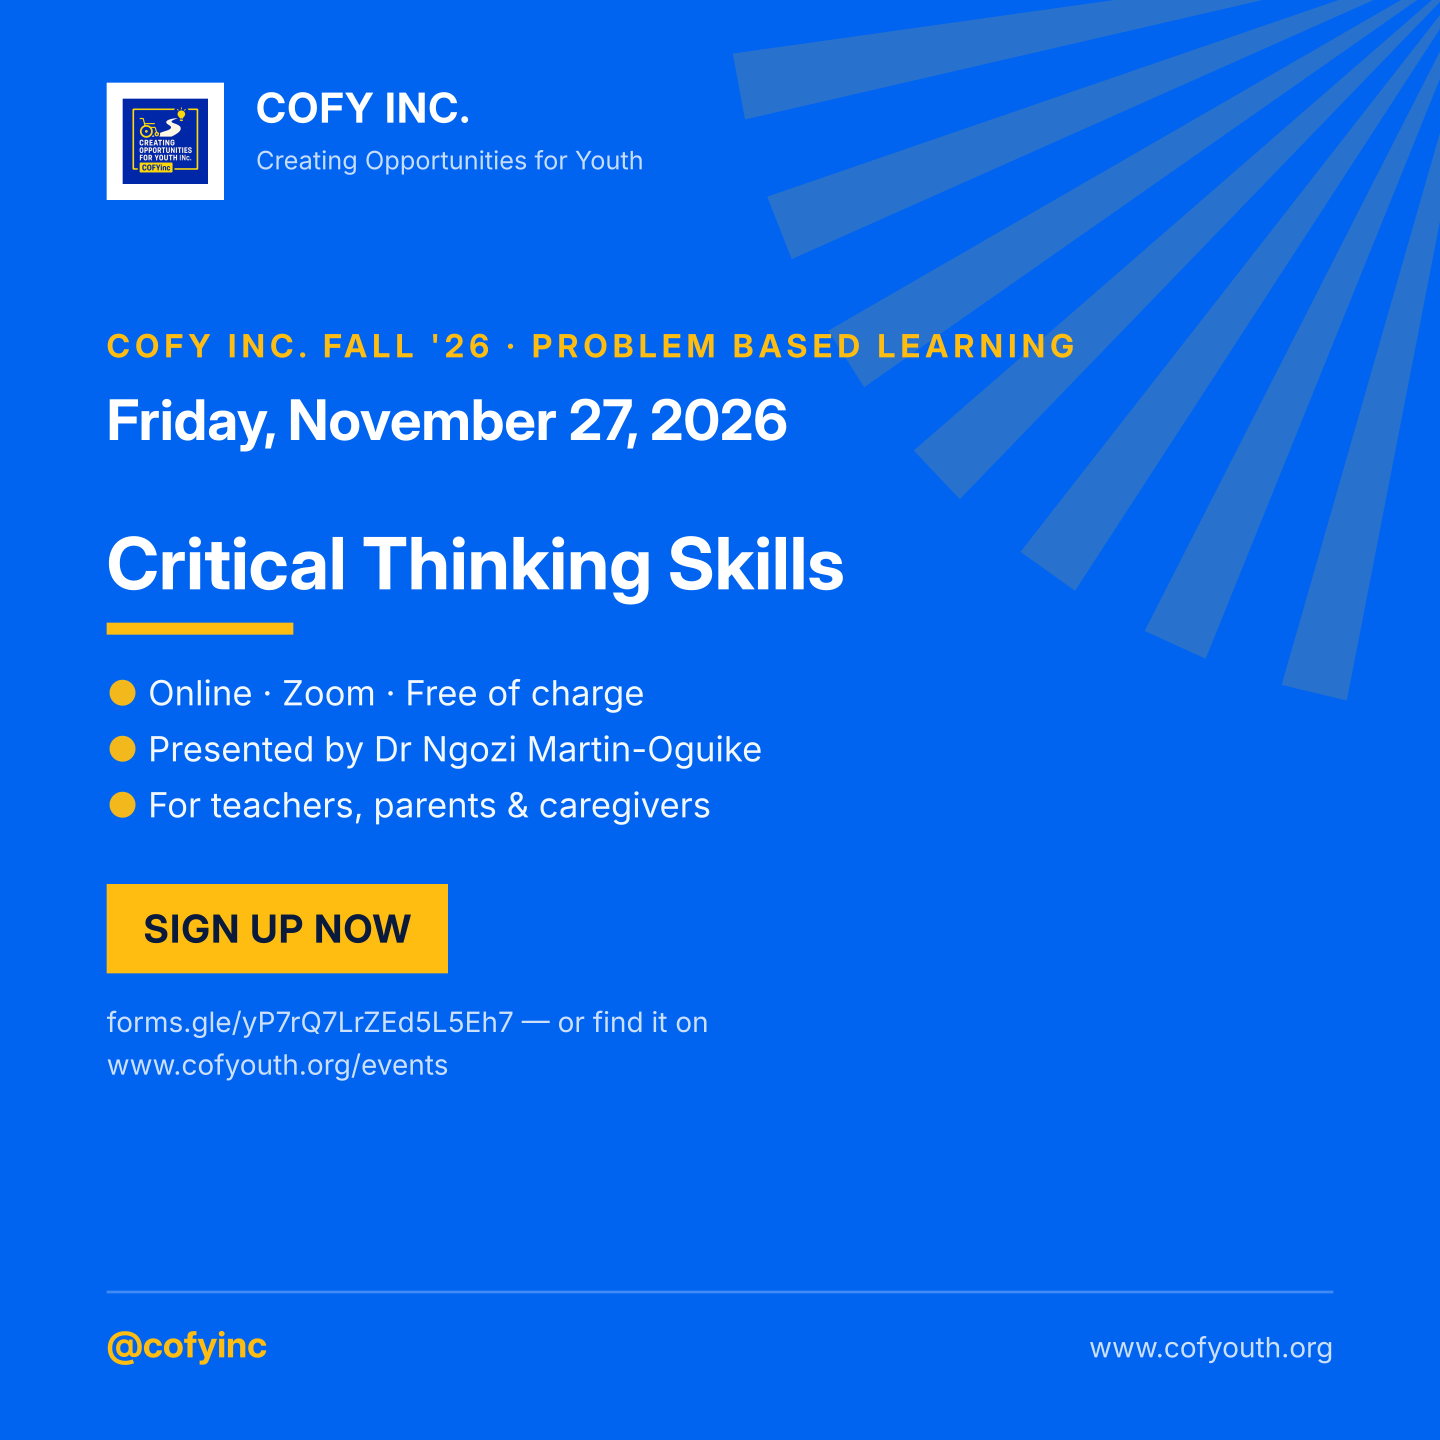 CREATING
OPPORTUNITIES
FOR YOUTH INc.
COFYinc
COFY INC.
Creating Opportunities for Youth
COFY INC. FALL '26 · PROBLEM BASED LEARNING
Friday, November 27, 2026
Critical Thinking Skills
Online · Zoom · Free of charge
Presented by Dr Ngozi Martin-Oguike
For teachers, parents & caregivers
SIGN UP NOW
forms.gle/yP7rQ7LrZEd5L5Eh7 — or find it on
www.cofyouth.org/events
@cofyinc
www.cofyouth.org